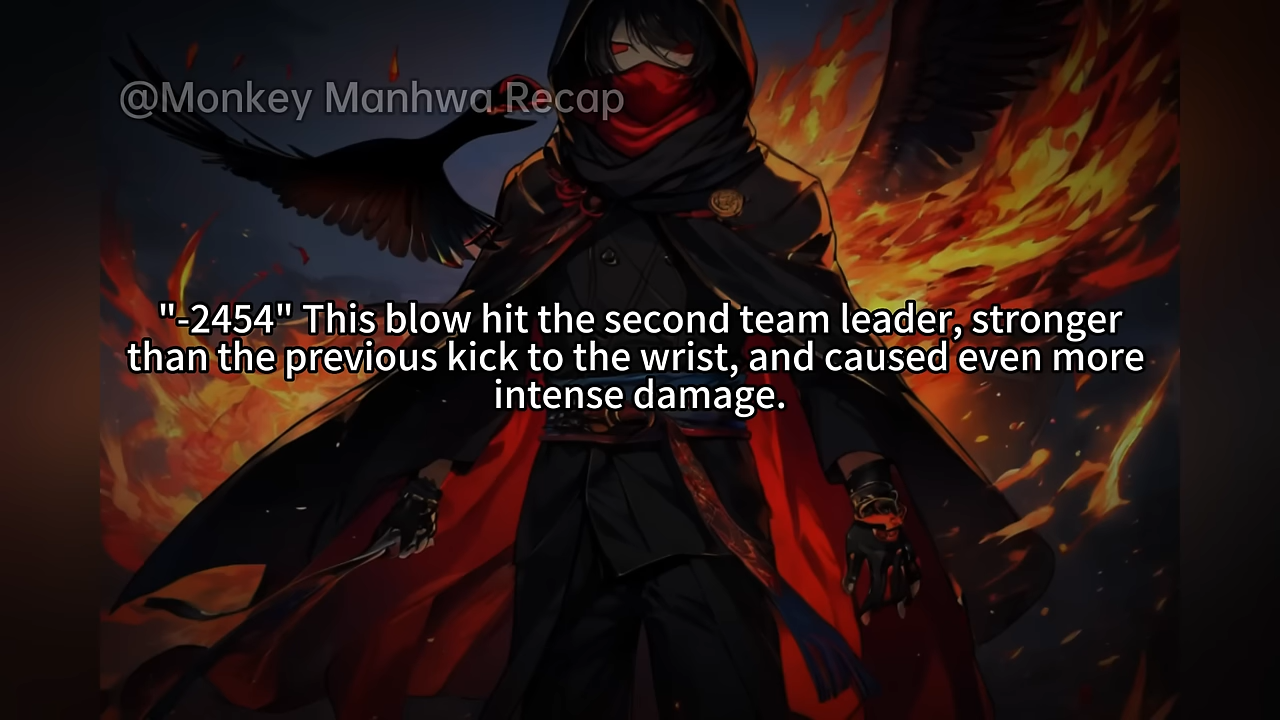 @Monkey Manhwa Recap
"-2454" This blow hit the second team leader, stronger
than the previous kick to the wrist, and caused even more
intense damage.